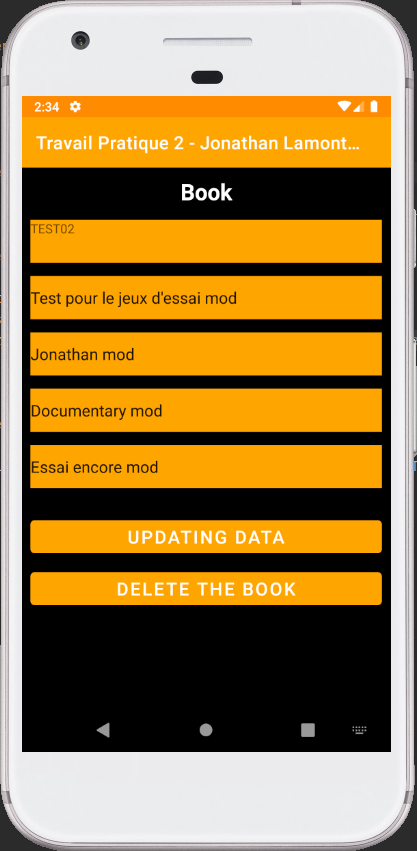 2:34
Travail Pratique 2 - Jonathan Lamont…
Book
TEST02
Test pour le jeux d'essai mod
Jonathan mod
Documentary mod
Essai encore mod
UPDATING DATA
DELETE THE BOOK